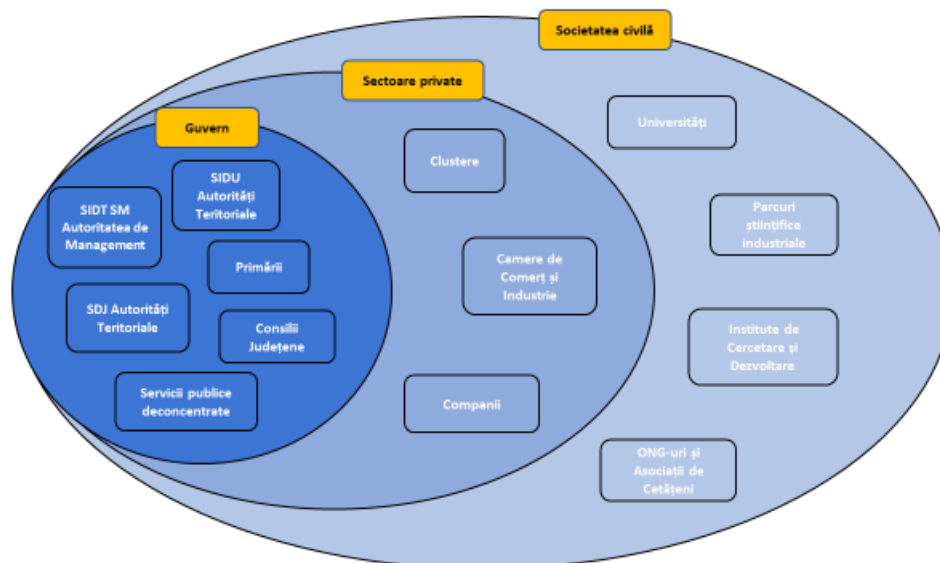 Societatea civilă
Sectoare private
Guvern
SIDU
Autorități
Teritoriale
SIDT SM
Autoritatea de
Management
Primării
SDJ Autorități
Teritoriale
Consilii
Județene
Servicii publice
deconcentrate
Clustere
Camere de
Comerț și
Industrie
Companii
Universități
Parcuri
științifice
industriale
Institute de
Cercetare și
Dezvoltare
ONG-uri și
Asociații de
Cetățeni